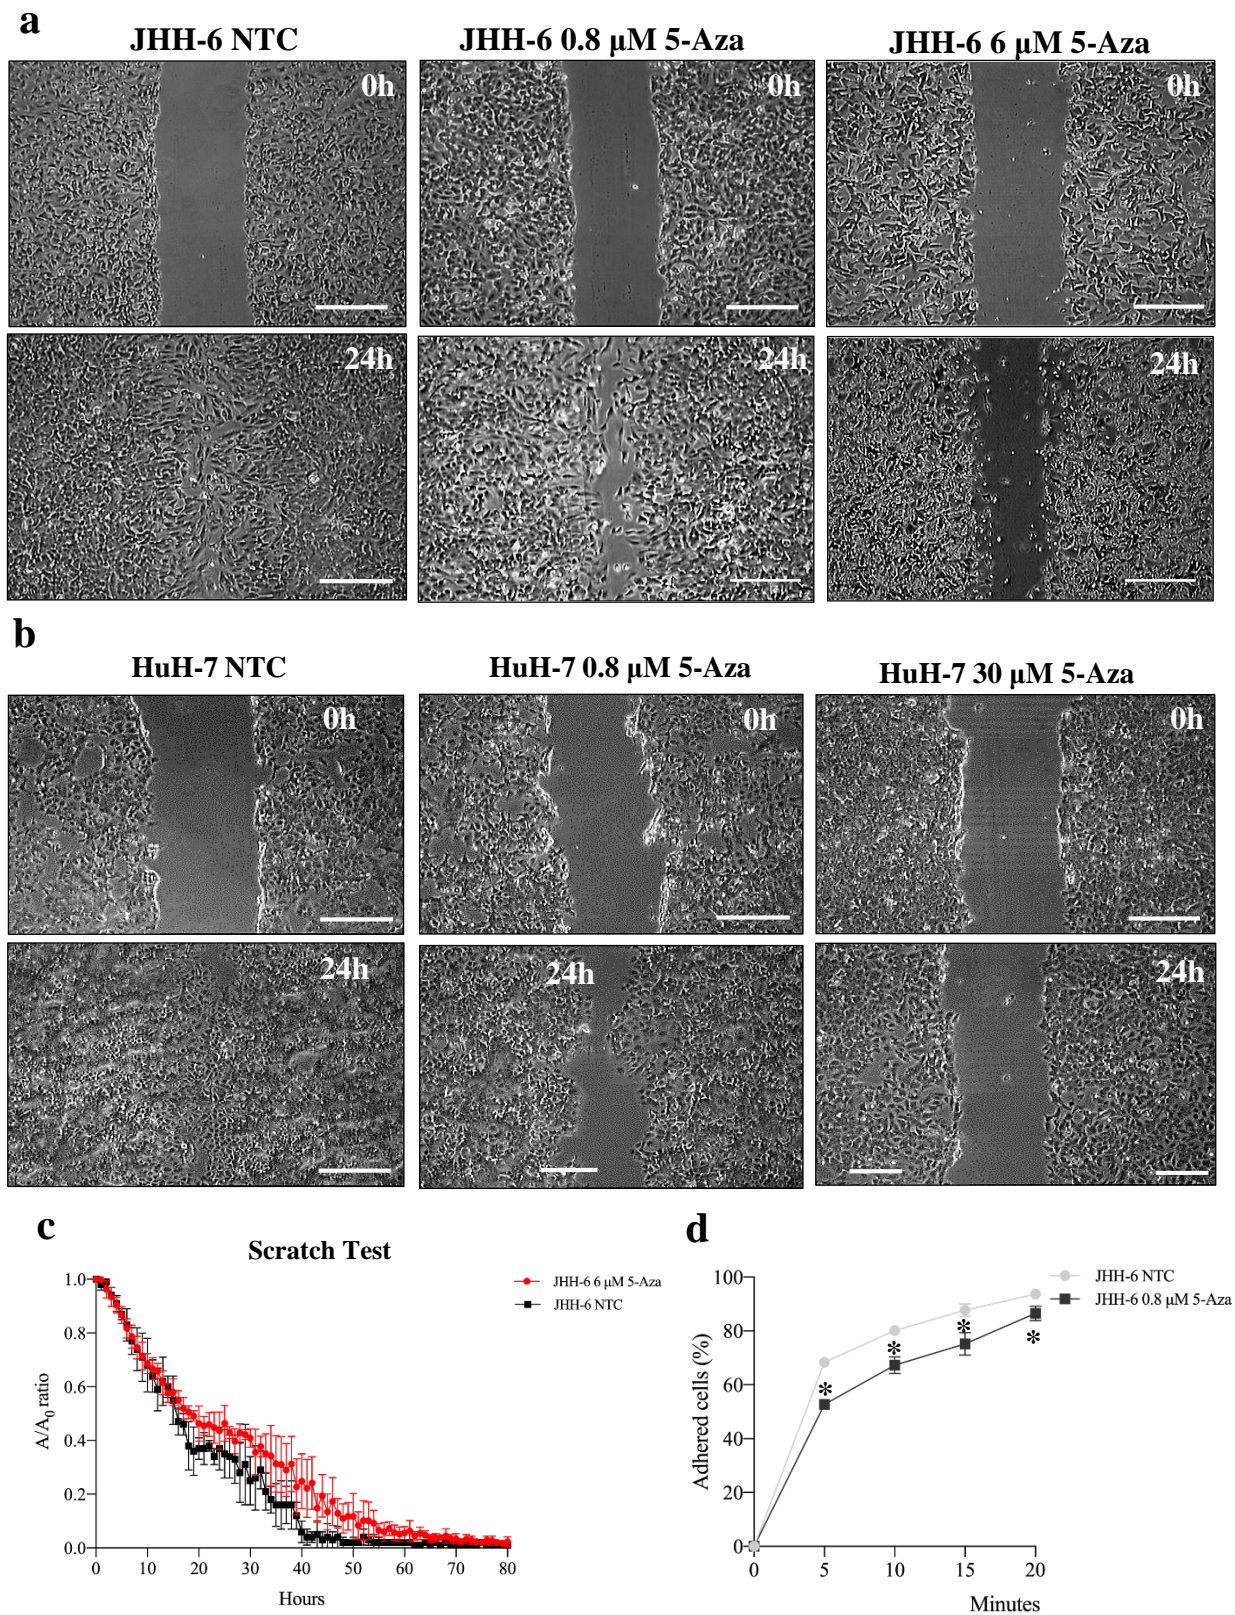 a
JHH-6 NTC
JHH-6 0.8 µM 5-Aza
JHH-6 6 µM 5-Aza
0h
0h
0h
24h
24h
24h
b
HuH-7 NTC
HuH-7 0.8 µM 5-Aza
HuH-7 30 µM 5-Aza
0h
0h
0h
24h
24h
24h
c
Scratch Test
JHH-6 6 µM 5-Aza
JHH-6 NTC
A/A0 ratio
1.0
0.8
0.6
0.4
0.2
0.0
0 10 20 30 40 50 60 70 80
Hours
d
JHH-6 NTC
JHH-6 0.8 µM 5-Aza
Adhered cells (%)
100
80
60
40
20
0
* * * *
0 5 10 15 20
Minutes